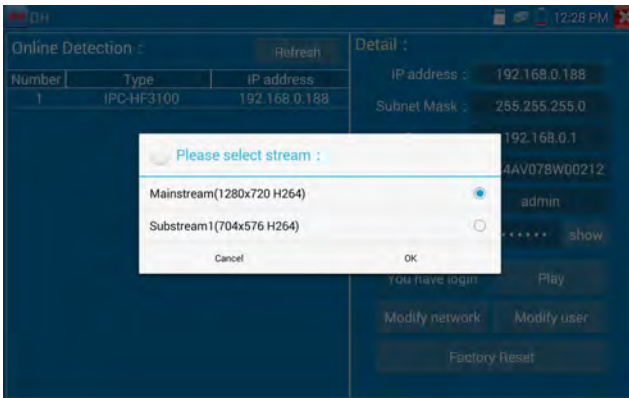 DH
12:28 PM
Online Detection :
Refresh
Number Type IP address
1 IPC-HF3100 192.168.0.188
Detail :
IP address : 192.168.0.188
Subnet Mask : 255.255.255.0
192.168.0.1
4AV078W00212
admin
show
You have login Play
Modify network Modify user
Factory Reset
Please select stream :
Mainstream(1280x720 H264)
Substream1(704x576 H264)
Cancel OK